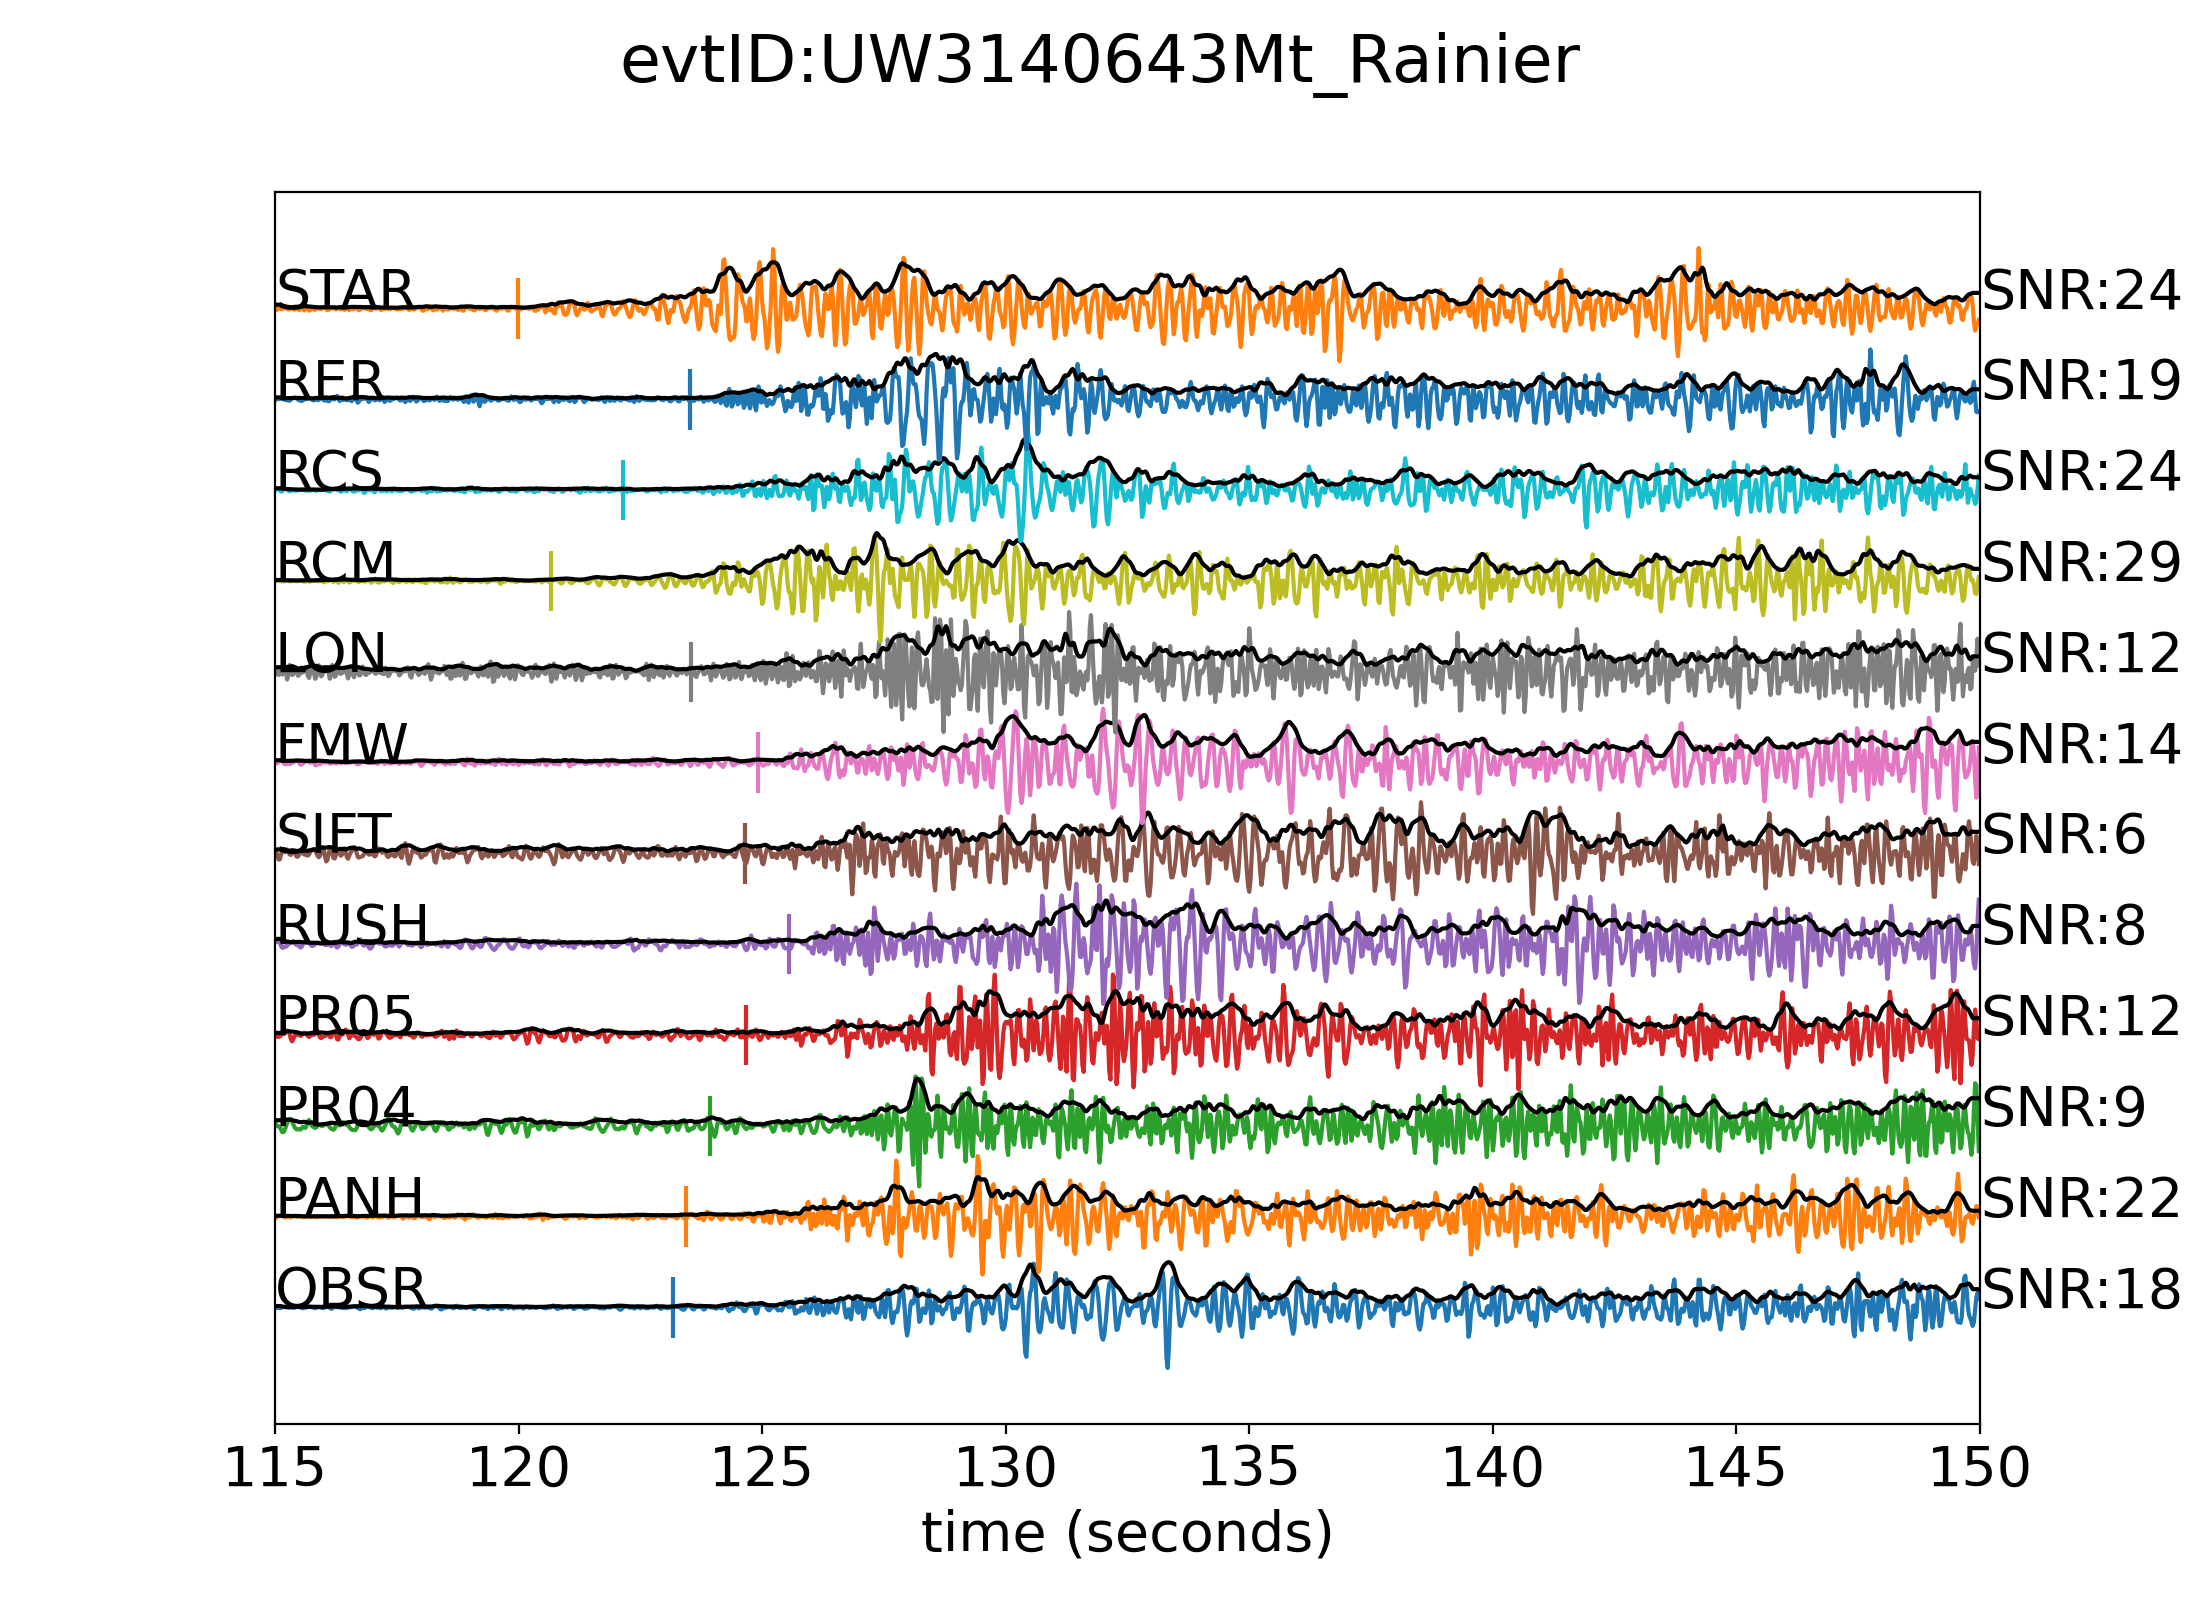 evtID:UW3140643Mt_Rainier
STAR SNR:24
RER SNR:19
RCS SNR:24
RCM SNR:29
LON SNR:12
FMW SNR:14
SIFT SNR:6
RUSH SNR:8
PR05 SNR:12
PR04 SNR:9
PANH SNR:22
OBSR SNR:18
115 120 125 130 135 140 145 150
time (seconds)